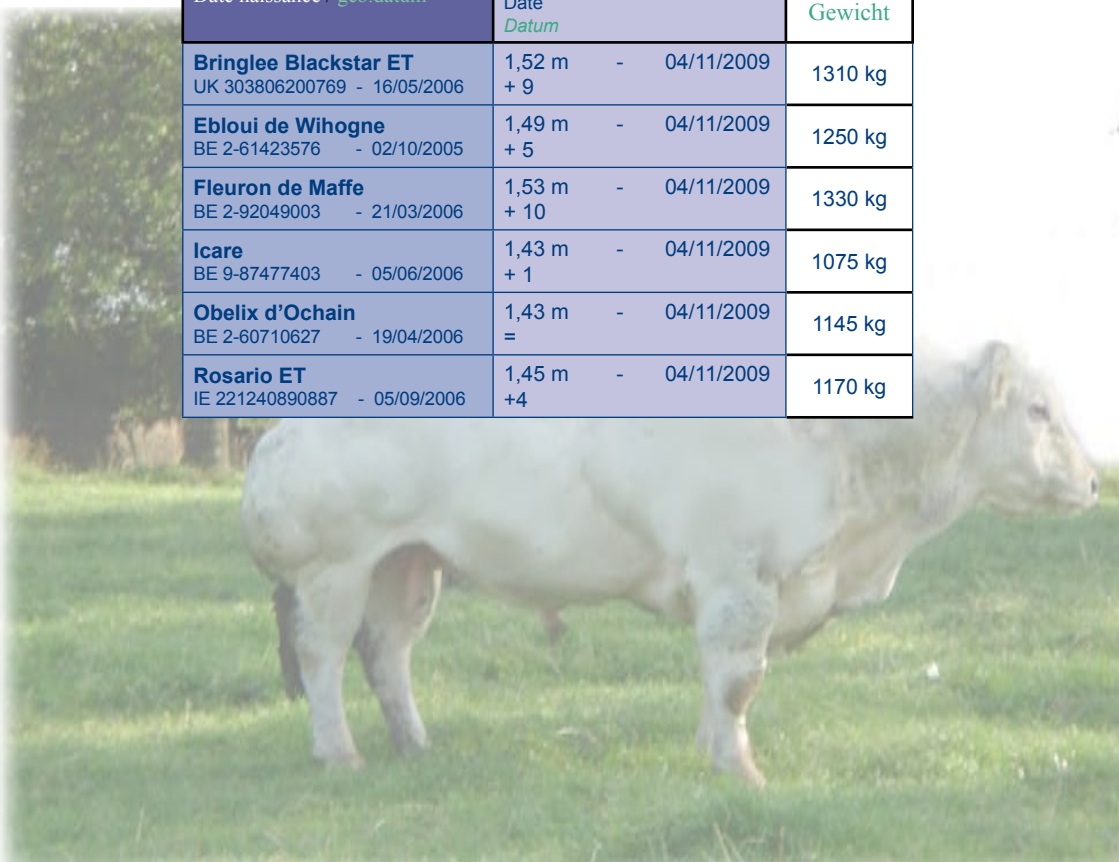 Date naissance / geb.datum
Date
Datum
Gewicht
Bringlee Blackstar ET
UK 303806200769 - 16/05/2006
1,52 m - 04/11/2009
+ 9
1310 kg
Ebloui de Wihogne
BE 2-61423576 - 02/10/2005
1,49 m - 04/11/2009
+ 5
1250 kg
Fleuron de Maffe
BE 2-92049003 - 21/03/2006
1,53 m - 04/11/2009
+ 10
1330 kg
Icare
BE 9-87477403 - 05/06/2006
1,43 m - 04/11/2009
+ 1
1075 kg
Obelix d’Ochain
BE 2-60710627 - 19/04/2006
1,43 m - 04/11/2009
=
1145 kg
Rosario ET
IE 221240890887 - 05/09/2006
1,45 m - 04/11/2009
+4
1170 kg